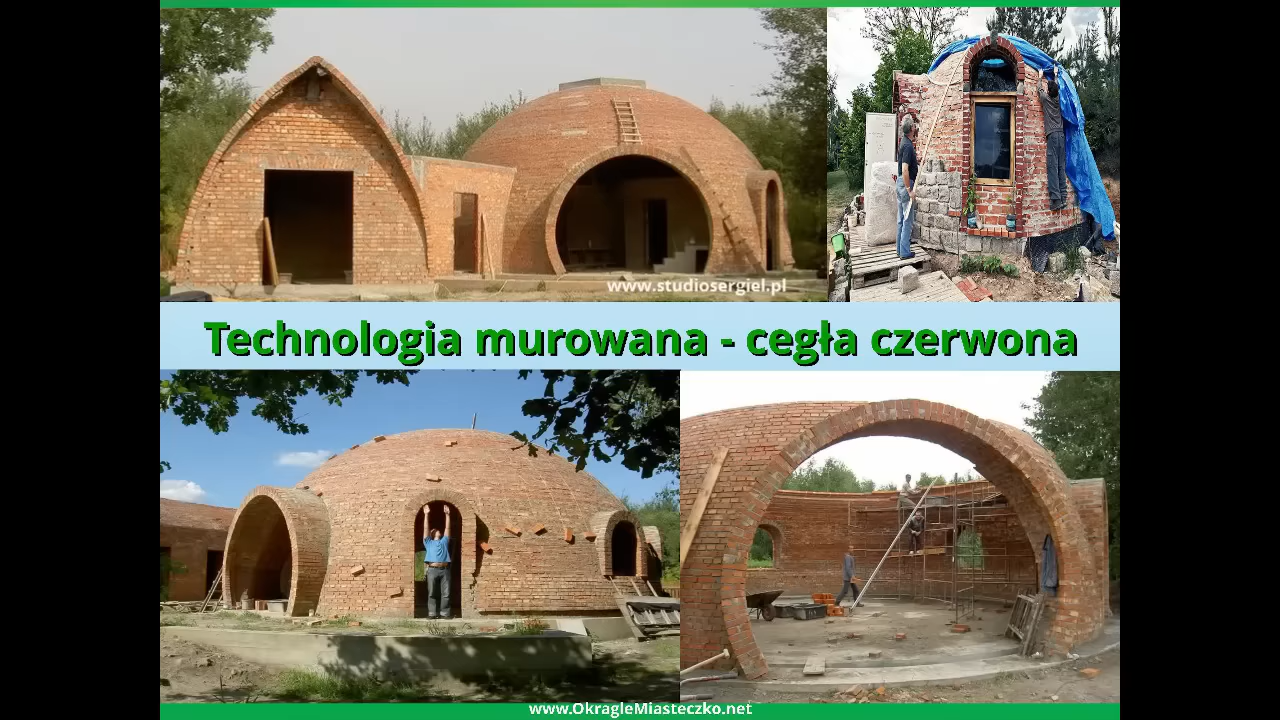 www.studiosergiel.pl
Technologia murowana - cegła czerwona
www.OkragleMiasteczko.net